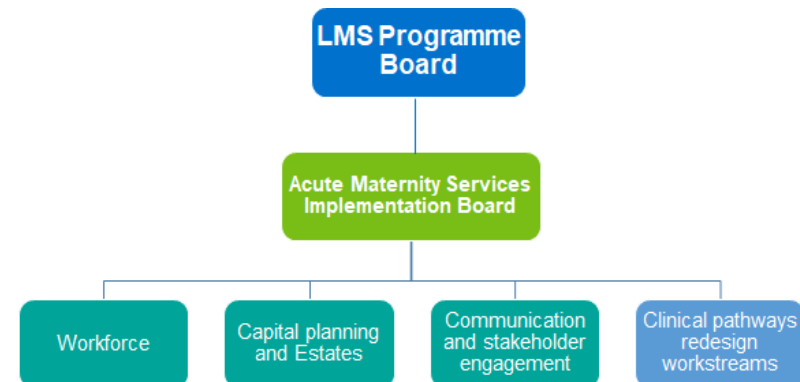 LMS Programme
Board
Acute Maternity Services
Implementation Board
Workforce
Capital planning
and Estates
Communication
and stakeholder
engagement
Clinical pathways
redesign
workstreams